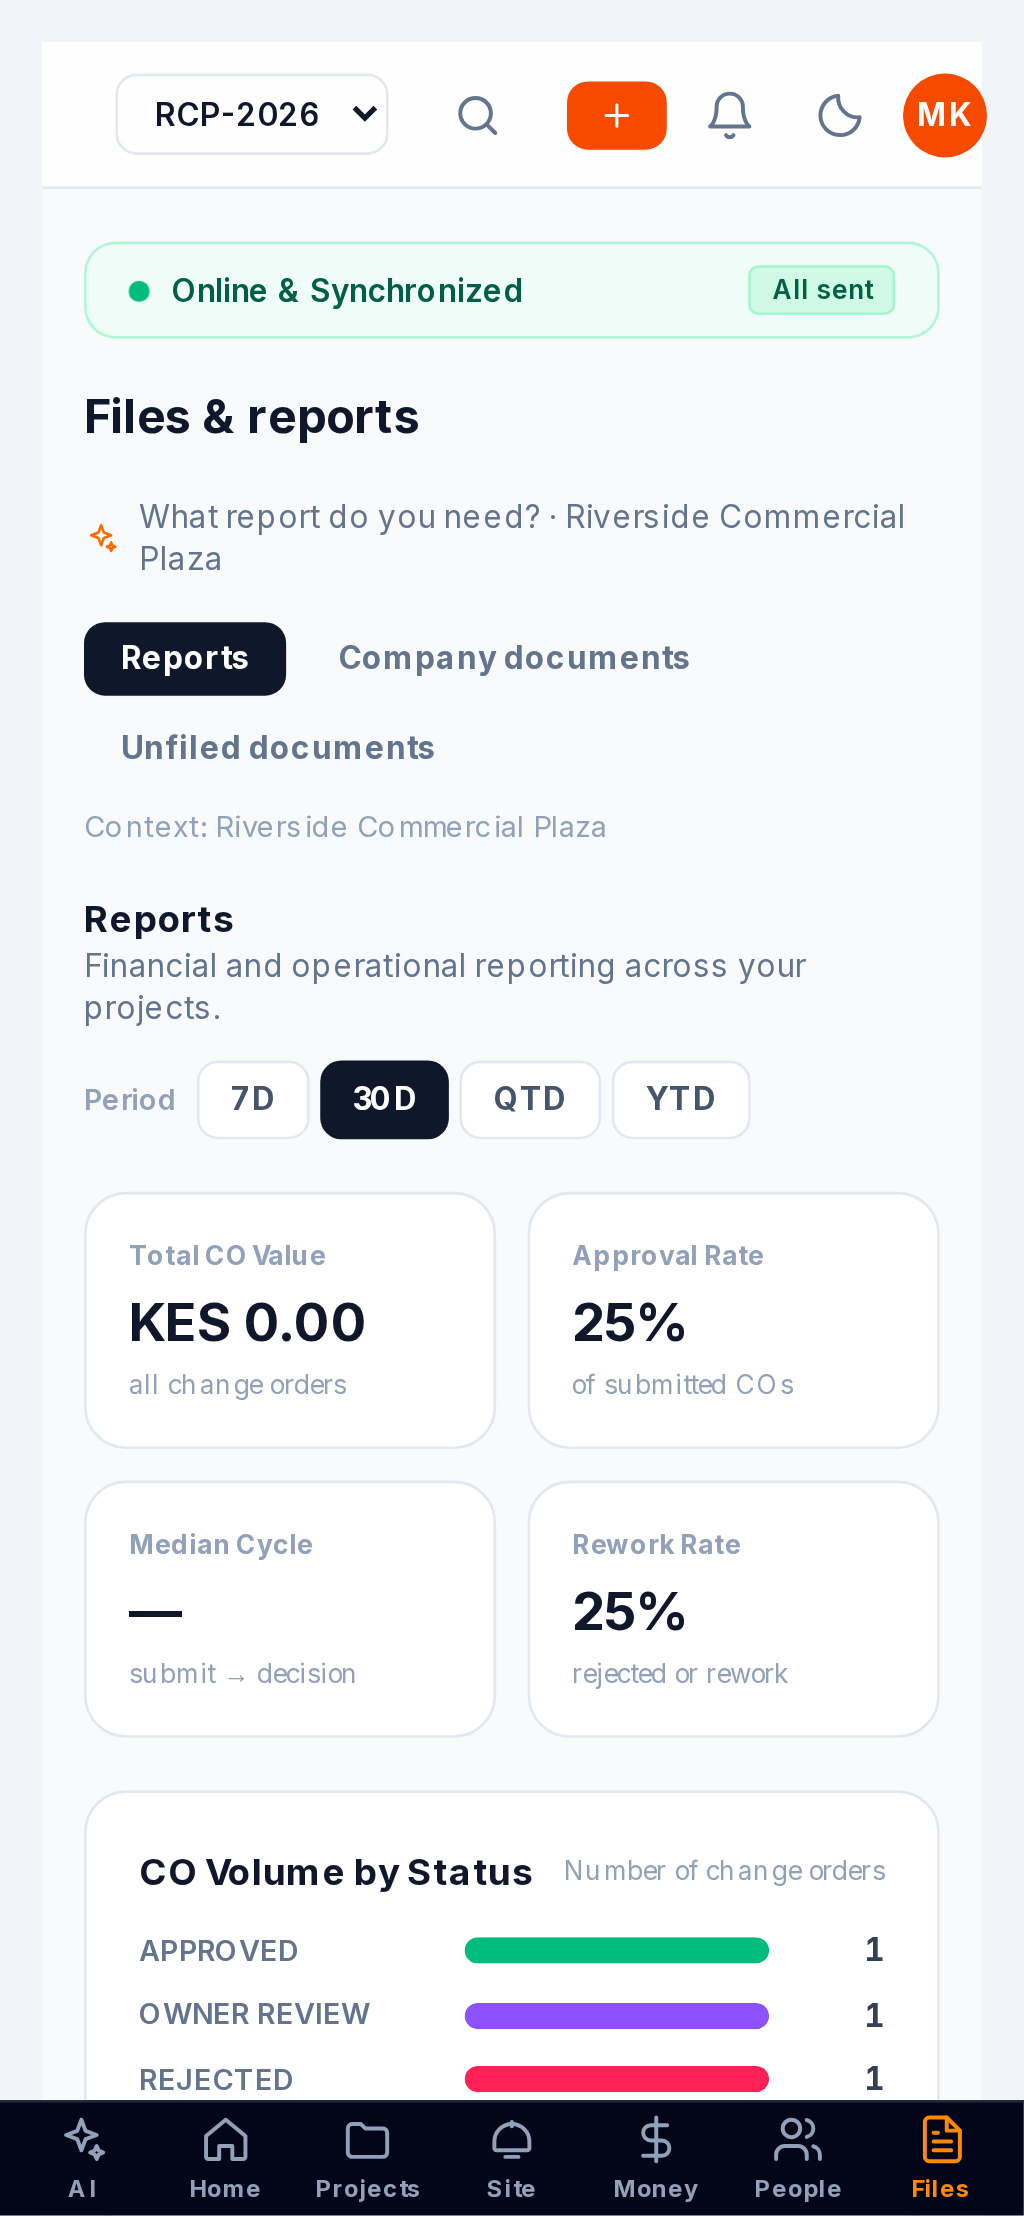 RCP-2026
MK
Online & Synchronized
All sent
Files & reports
What report do you need? · Riverside Commercial
Plaza
Reports
Company documents
Unfiled documents
Context: Riverside Commercial Plaza
Reports
Financial and operational reporting across your
projects.
Period
7D
30D
QTD
YTD
Total CO Value
KES 0.00
all change orders
Approval Rate
25%
of submitted COs
Median Cycle
—
submit → decision
Rework Rate
25%
rejected or rework
CO Volume by Status
Number of change orders
APPROVED 1
OWNER REVIEW 1
REJECTED 1
AI
Home
Projects
Site
Money
People
Files